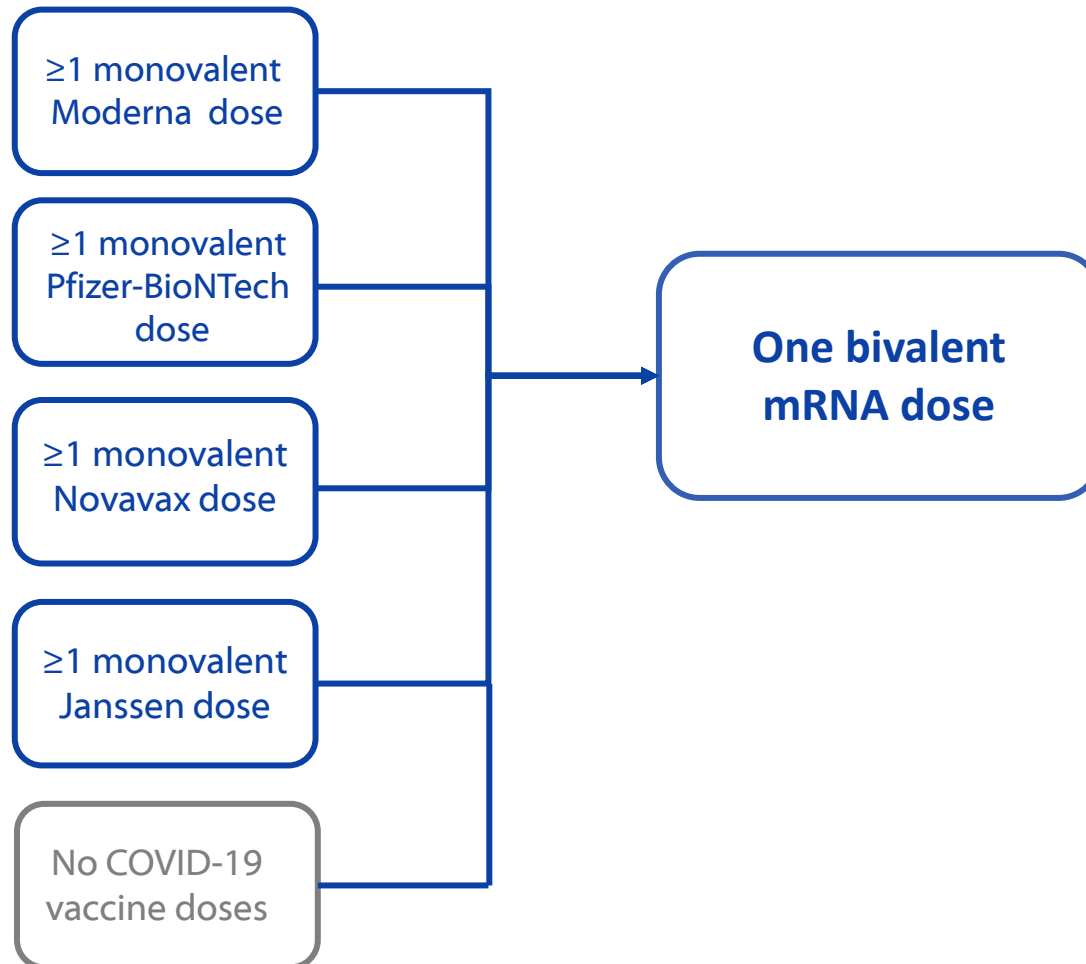 ≥1 monovalent
Moderna dose
≥1 monovalent
Pfizer-BioNTech
dose
≥1 monovalent
Novavax dose
≥1 monovalent
Janssen dose
No COVID-19
vaccine doses
One bivalent
mRNA dose